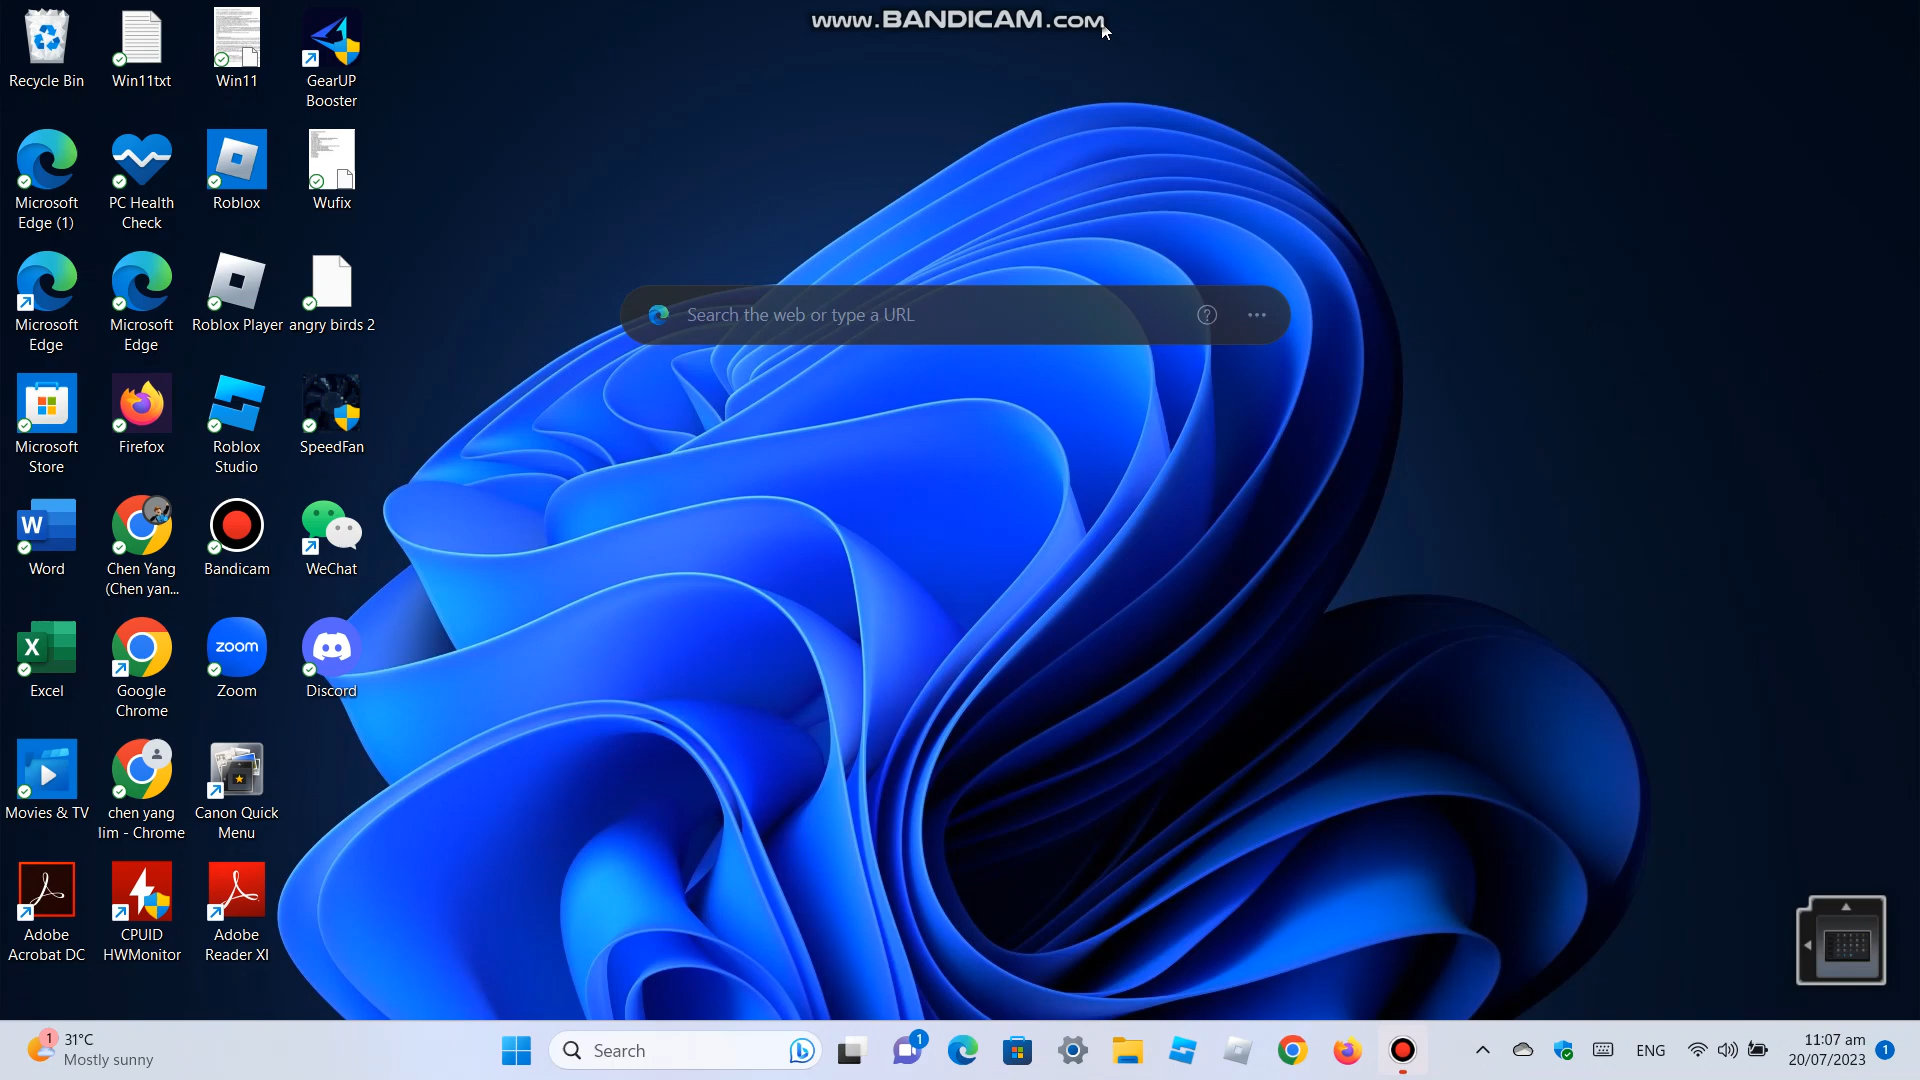 www.BANDICAM.com
Recycle Bin
Win11txt
Win11
GearUP
Booster
Microsoft
Edge (1)
PC Health
Check
Roblox
Wufix
Microsoft
Edge
Microsoft
Edge
Roblox Player
angry birds 2
Search the web or type a URL
Microsoft
Store
Firefox
Roblox
Studio
SpeedFan
W
Word
Chen Yang
(Chen yan...
Bandicam
WeChat
X
Excel
Google
Chrome
zoom
Zoom
Discord
Movies & TV
chen yang
lim - Chrome
Canon Quick
Menu
Adobe
Acrobat DC
CPUID
HWMonitor
Adobe
Reader XI
1
31°C
Mostly sunny
Search
1
ENG
11:07 am
20/07/2023
1